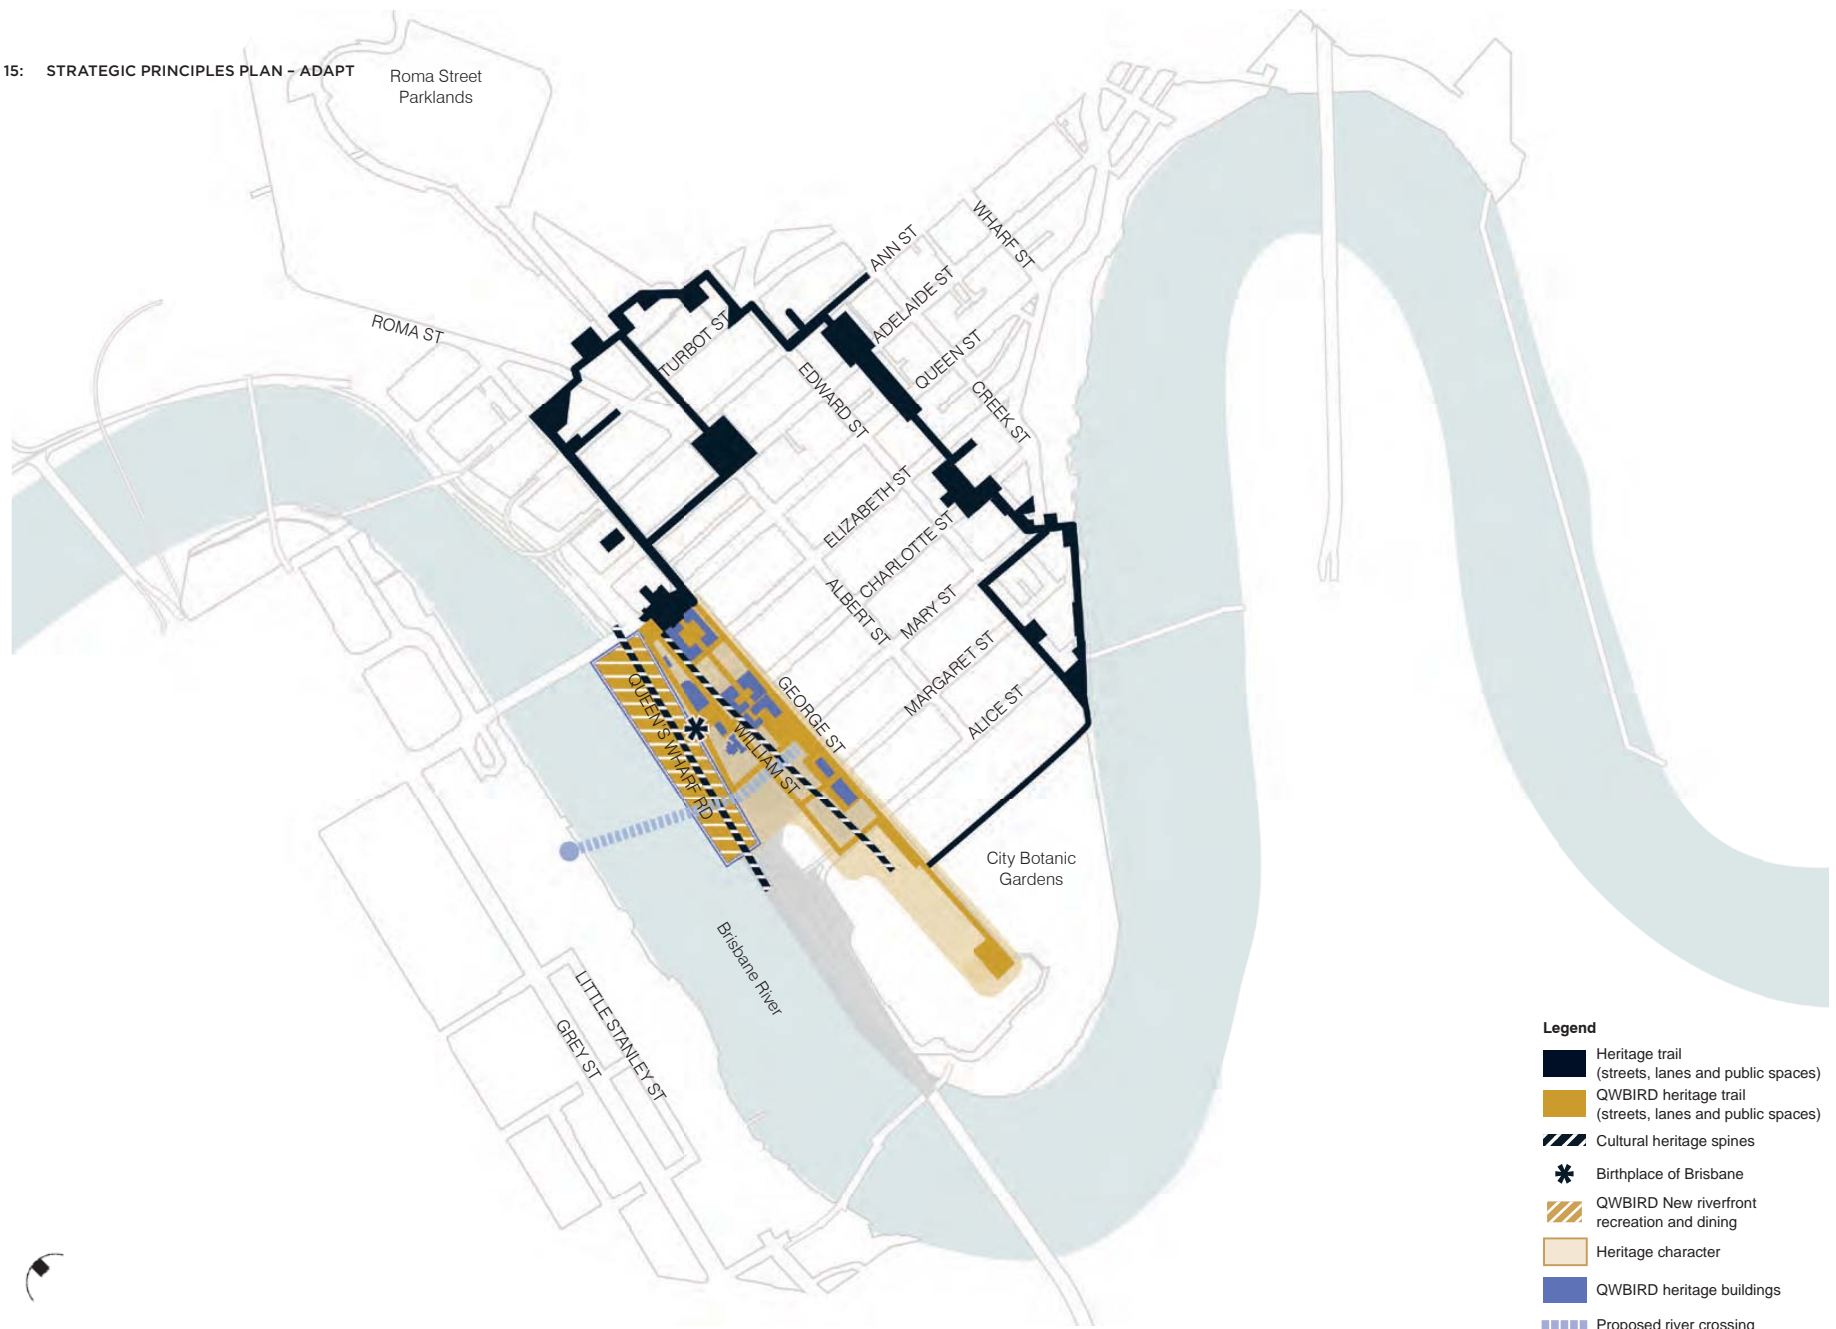 15: STRATEGIC PRINCIPLES PLAN – ADAPT
Roma Street
Parklands
WHARF ST
ANN ST
ADELAIDE ST
ROMA ST
TURBOT ST
QUEEN ST
EDWARD ST
CREEK ST
ELIZABETH ST
CHARLOTTE ST
ALBERT ST
MARY ST
MARGARET ST
GEORGE ST
ALICE ST
QUEEN'S WHARF RD
WILLIAM ST
City Botanic
Gardens
Brisbane River
LITTLE STANLEY ST
GREY ST
Legend
Heritage trail
(streets, lanes and public spaces)
QWBIRD heritage trail
(streets, lanes and public spaces)
Cultural heritage spines
Birthplace of Brisbane
QWBIRD New riverfront
recreation and dining
Heritage character
QWBIRD heritage buildings
Proposed river crossing